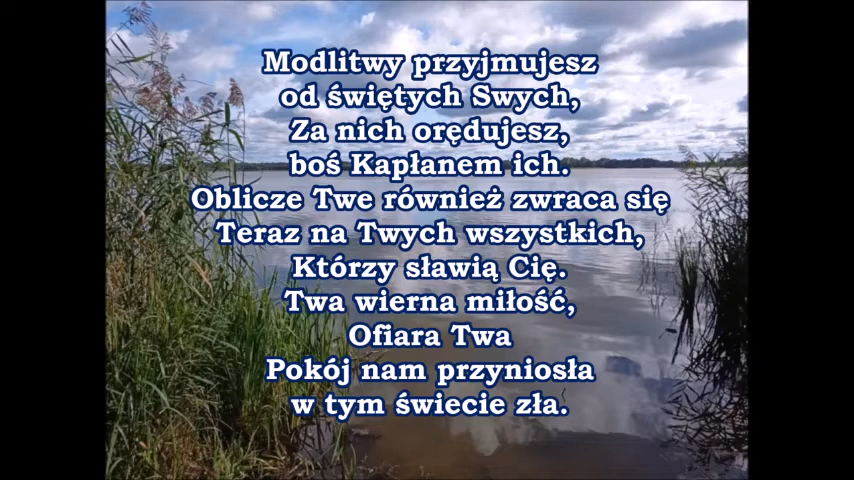 Modlitwy przyjmujesz
od świętych Swych,
Za nich orędujesz,
boś Kapłanem ich.
Oblicze Twe również zwraca się
Teraz na Twych wszystkich,
Którzy sławią Cię.
Twa wierna miłość,
Ofiara Twa
Pokój nam przyniosła
w tym świecie zła.